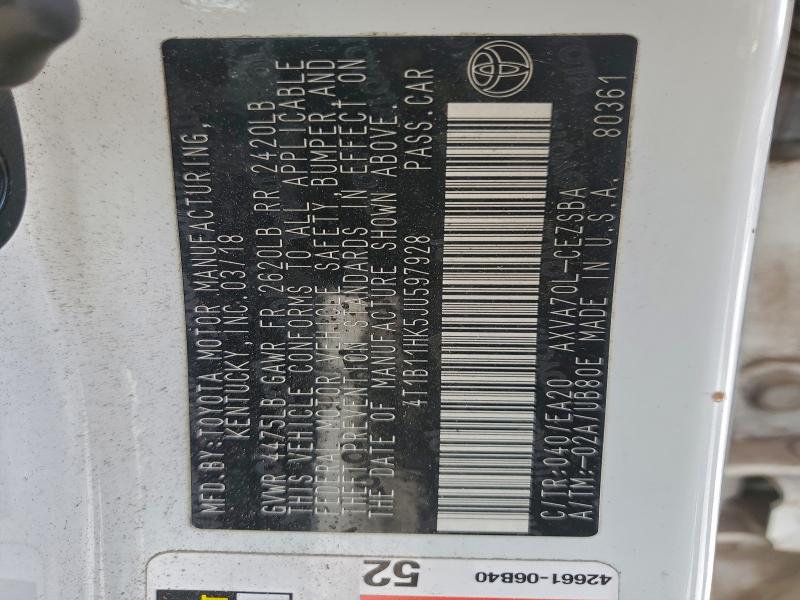 MFD.BY:TOYOTA MOTOR MANUFACTURING,
KENTUCKY,INC. 03/18
GVWR 4475LB GAWR FR 2620LB RR 2420LB
THIS VEHICLE CONFORMS TO ALL APPLICABLE
FEDERAL MOTOR VEHICLE SAFETY, BUMPER AND
THEFT PREVENTION STANDARDS IN EFFECT ON
THE DATE OF MANUFACTURE SHOWN ABOVE.
4T1B11HK5JU597928 PASS.CAR
C/TR:040/EA20 AXVA70L-CEZSBA
A/TM:-02A/UB80E MADE IN U.S.A. 80361
52
42661-06B40